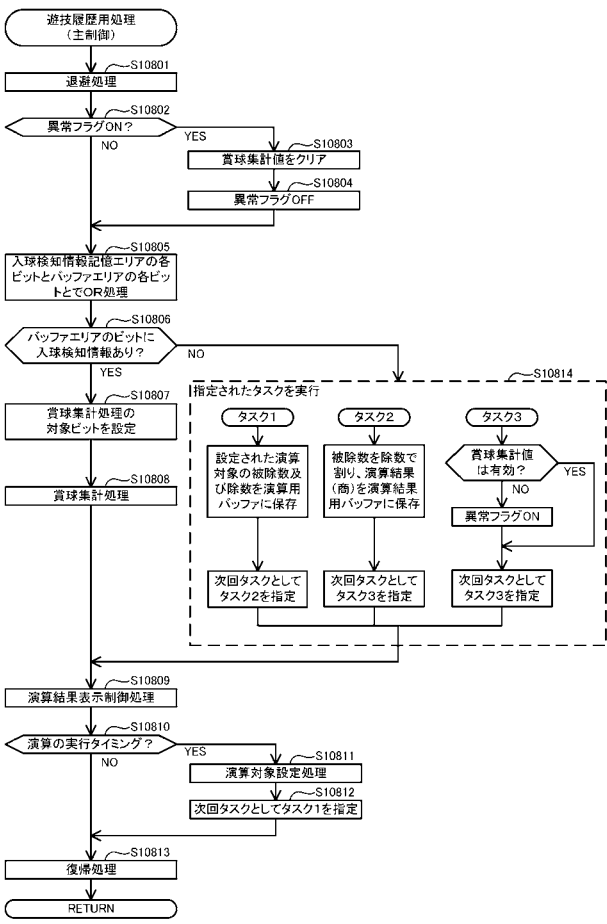 遊技履歴用処理
(主制御)
S10801
退避処理
S10802
異常フラグON?
YES
NO
S10803
賞球集計値をクリア
S10804
異常フラグOFF
S10805
入球検知情報記憶エリアの各
ビットとバッファエリアの各ビッ
トとでOR処理
S10806
バッファエリアのビットに
入球検知情報あり?
NO
YES
S10807
賞球集計処理の
対象ビットを設定
S10808
賞球集計処理
S10814
指定されたタスクを実行
タスク1
設定された演算
対象の被除数及
び除数を演算用
バッファに保存
次回タスクとして
タスク2を指定
タスク2
被除数を除数で
割り、演算結果
(商)を演算結果
用バッファに保存
次回タスクとして
タスク3を指定
タスク3
賞球集計値
は有効?
YES
NO
異常フラグON
次回タスクとして
タスク3を指定
S10809
演算結果表示制御処理
S10810
演算の実行タイミング?
YES
NO
S10811
演算対象設定処理
S10812
次回タスクとしてタスク1を指定
S10813
復帰処理
RETURN